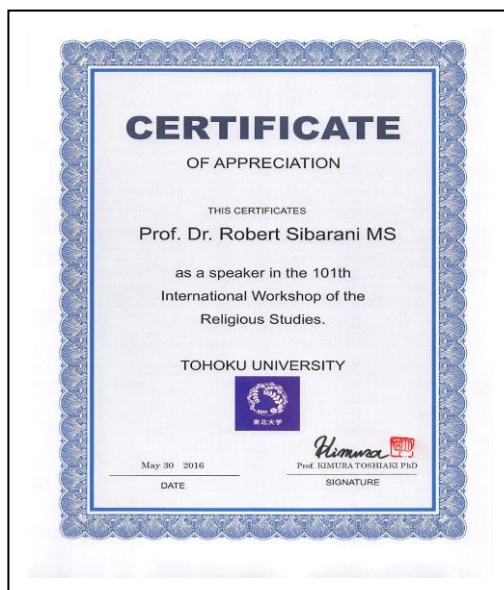 CERTIFICATE
OF APPRECIATION
THIS CERTIFICATES
Prof. Dr. Robert Sibarani MS
as a speaker in the 101th
International Workshop of the
Religious Studies.
TOHOKU UNIVERSITY
東北大学
Himura
May 30 2016
Prof. KIMURA TOSHIAKI PhD
DATE
SIGNATURE